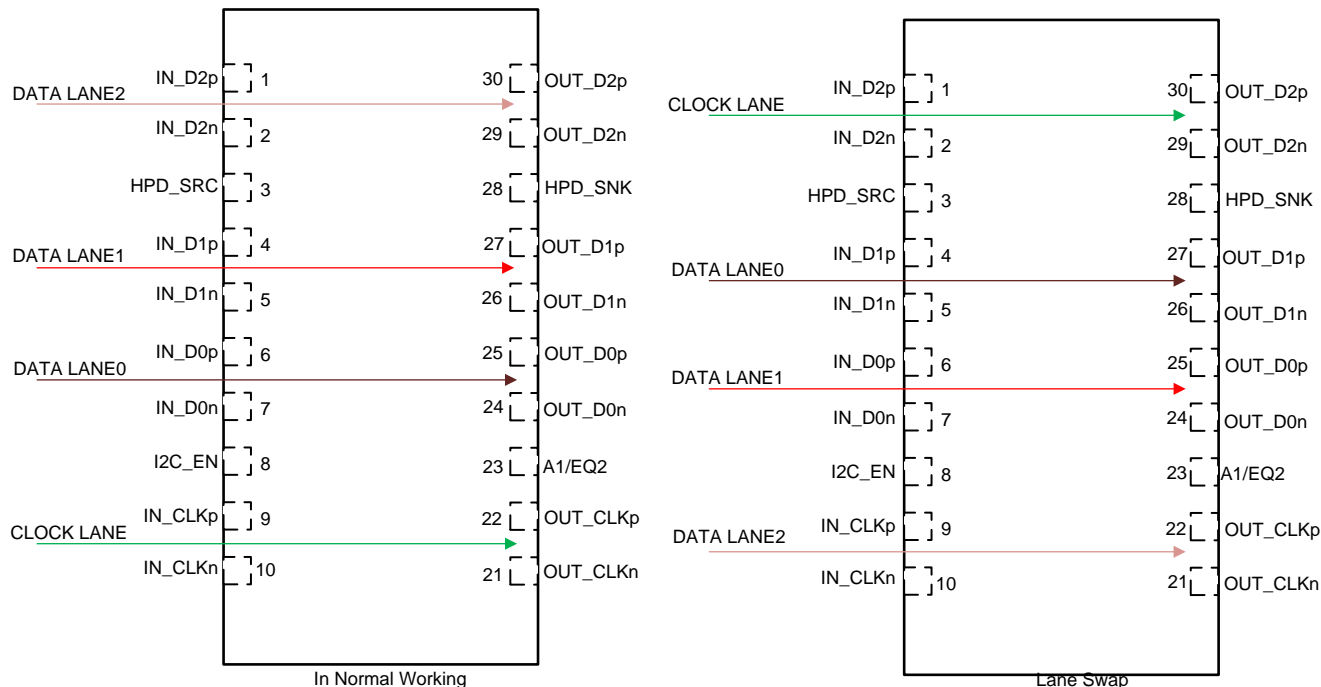 IN_D2p 1 30 OUT_D2p
DATA LANE2
IN_D2n 2 29 OUT_D2n
HPD_SRC 3 28 HPD_SNK
IN_D1p 4 27 OUT_D1p
DATA LANE1
IN_D1n 5 26 OUT_D1n
IN_D0p 6 25 OUT_D0p
DATA LANE0
IN_D0n 7 24 OUT_D0n
I2C_EN 8 23 A1/EQ2
IN_CLKp 9 22 OUT_CLKp
CLOCK LANE
IN_CLKn 10 21 OUT_CLKn
In Normal Working
IN_D2p 1 30 OUT_D2p
CLOCK LANE
IN_D2n 2 29 OUT_D2n
HPD_SRC 3 28 HPD_SNK
IN_D1p 4 27 OUT_D1p
DATA LANE0
IN_D1n 5 26 OUT_D1n
IN_D0p 6 25 OUT_D0p
DATA LANE1
IN_D0n 7 24 OUT_D0n
I2C_EN 8 23 A1/EQ2
IN_CLKp 9 22 OUT_CLKp
DATA LANE2
IN_CLKn 10 21 OUT_CLKn
Lane Swap